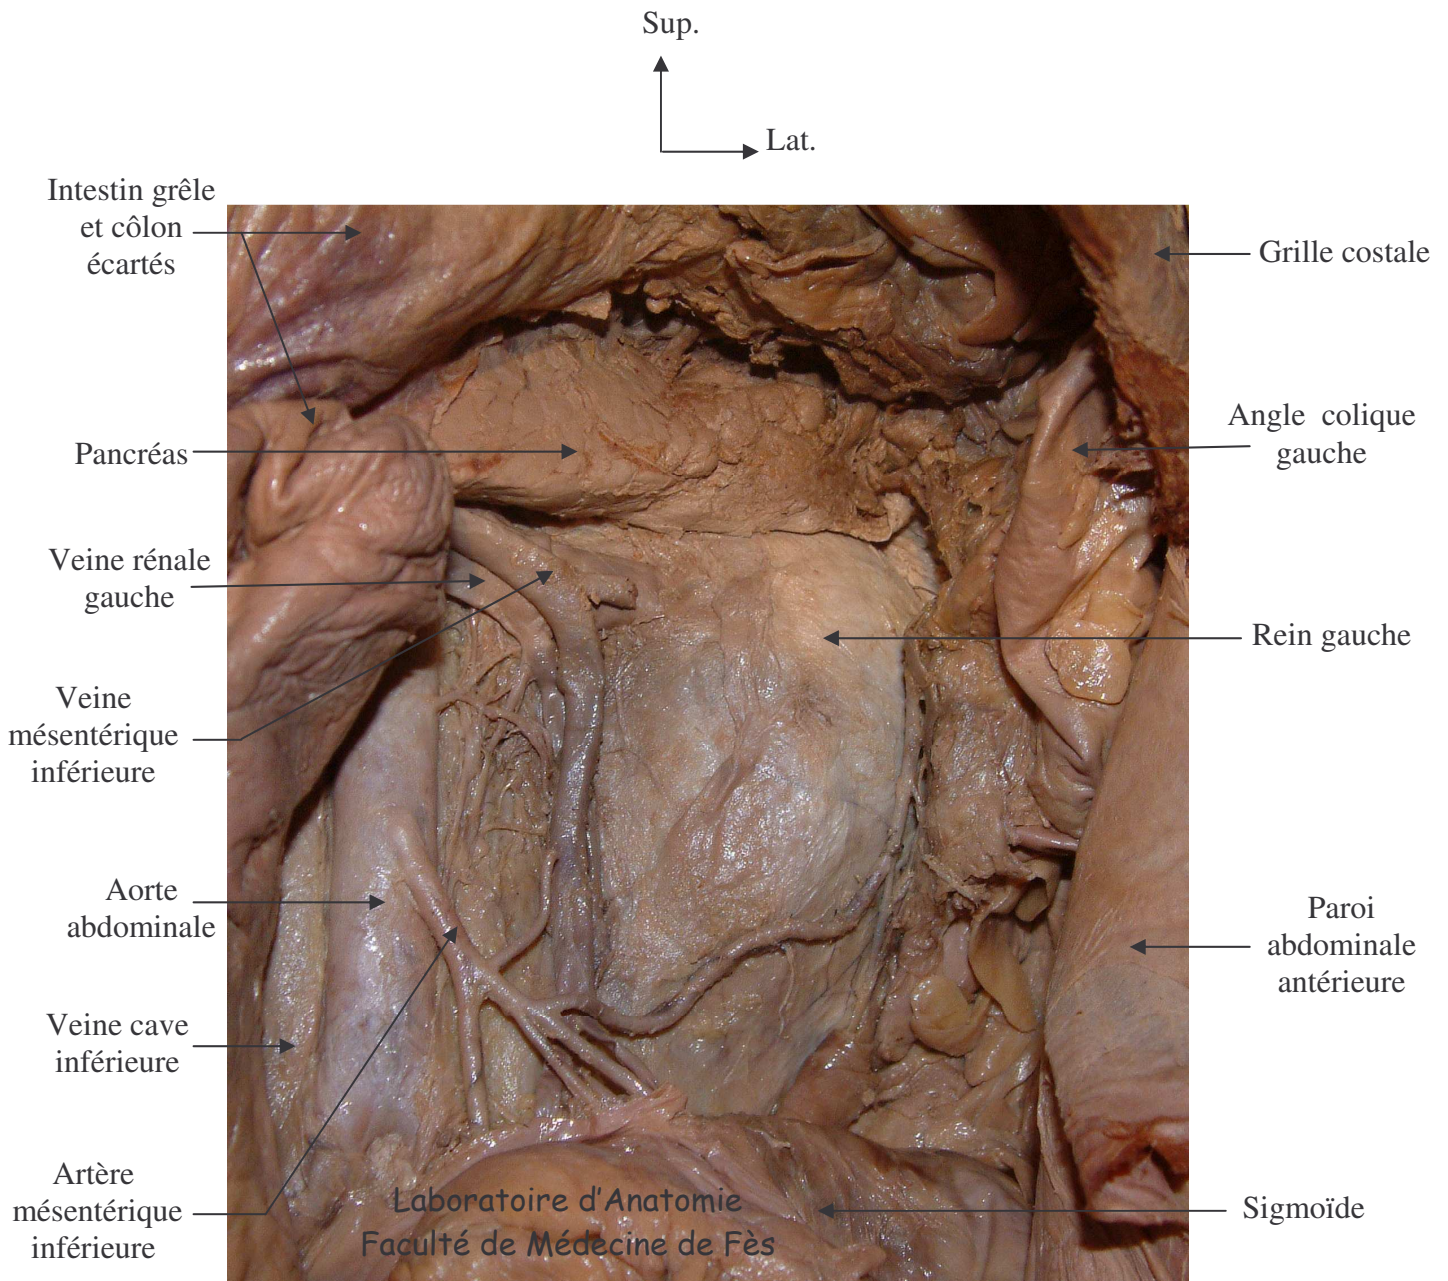 Sup.
Lat.
Intestin grêle
et côlon
écartés
Pancréas
Veine rénale
gauche
Veine
mésentérique
inférieure
Aorte
abdominale
Veine cave
inférieure
Artère
mésentérique
inférieure
Grille costale
Angle colique
gauche
Rein gauche
Paroi
abdominale
antérieure
Sigmoïde
Laboratoire d'Anatomie
Faculté de Médecine de Fès